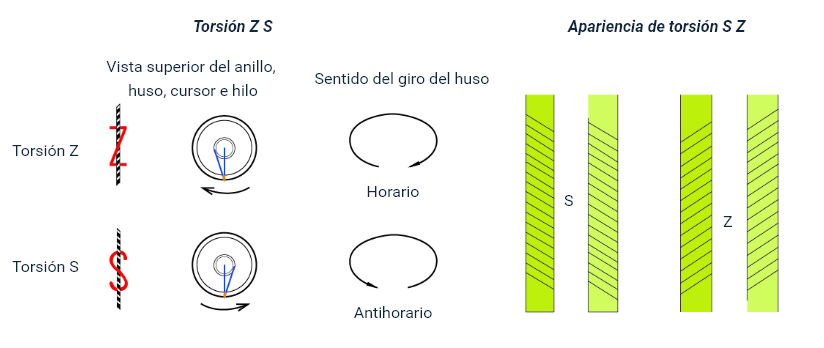 Torsión Z S
Apariencia de torsión S Z
Vista superior del anillo,
huso, cursor e hilo
Sentido del giro del huso
Torsión Z
Z
Horario
S
Z
Torsión S
S
Antihorario